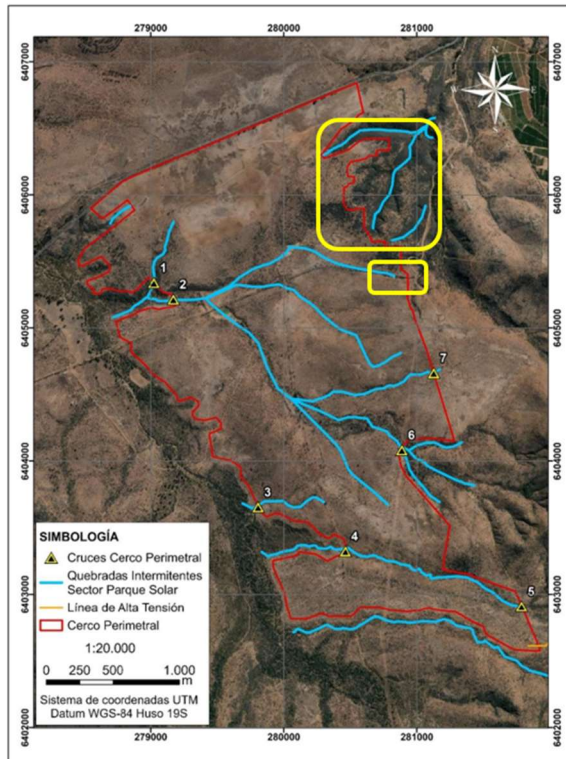 279000 280000 281000
N
W E
S
6407000 6407000
6406000 6406000
1
2
6405000 6405000
7
6
6404000 6404000
3
4
5
6403000 6403000
6402000 6402000
SIMBOLOGÍA
Cruces Cerco Perimetral
Quebradas Intermitentes
Sector Parque Solar
Línea de Alta Tensión
Cerco Perimetral
1:20.000
0 250 500 1.000
m
Sistema de coordenadas UTM
Datum WGS-84 Huso 19S
279000 280000 281000